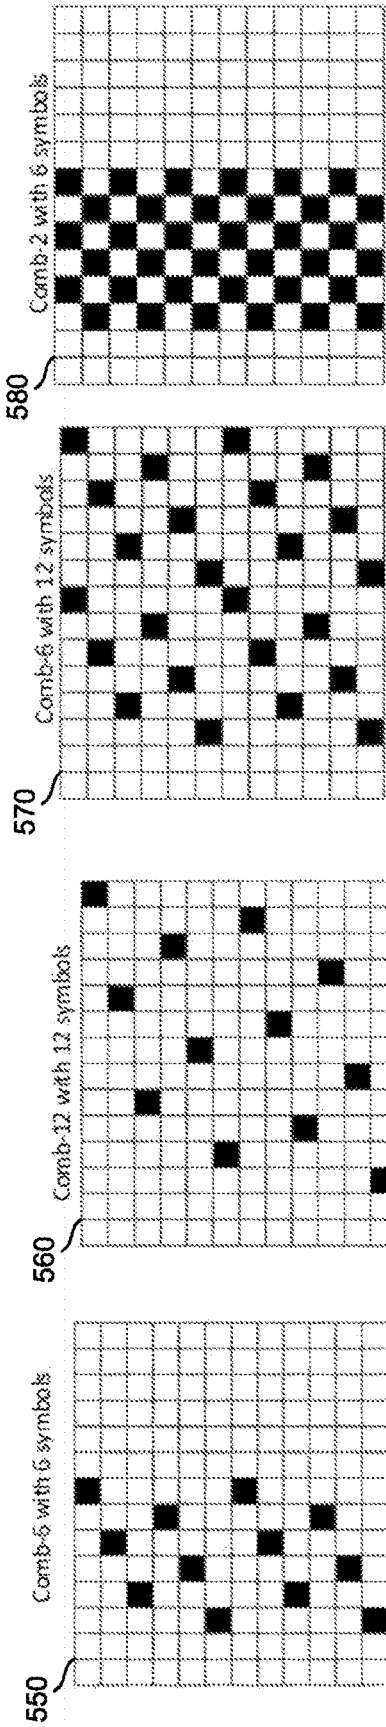 550
Comb-6 with 6 symbols
560
Comb-12 with 12 symbols
570
Comb-6 with 12 symbols
580
Comb-2 with 6 symbols